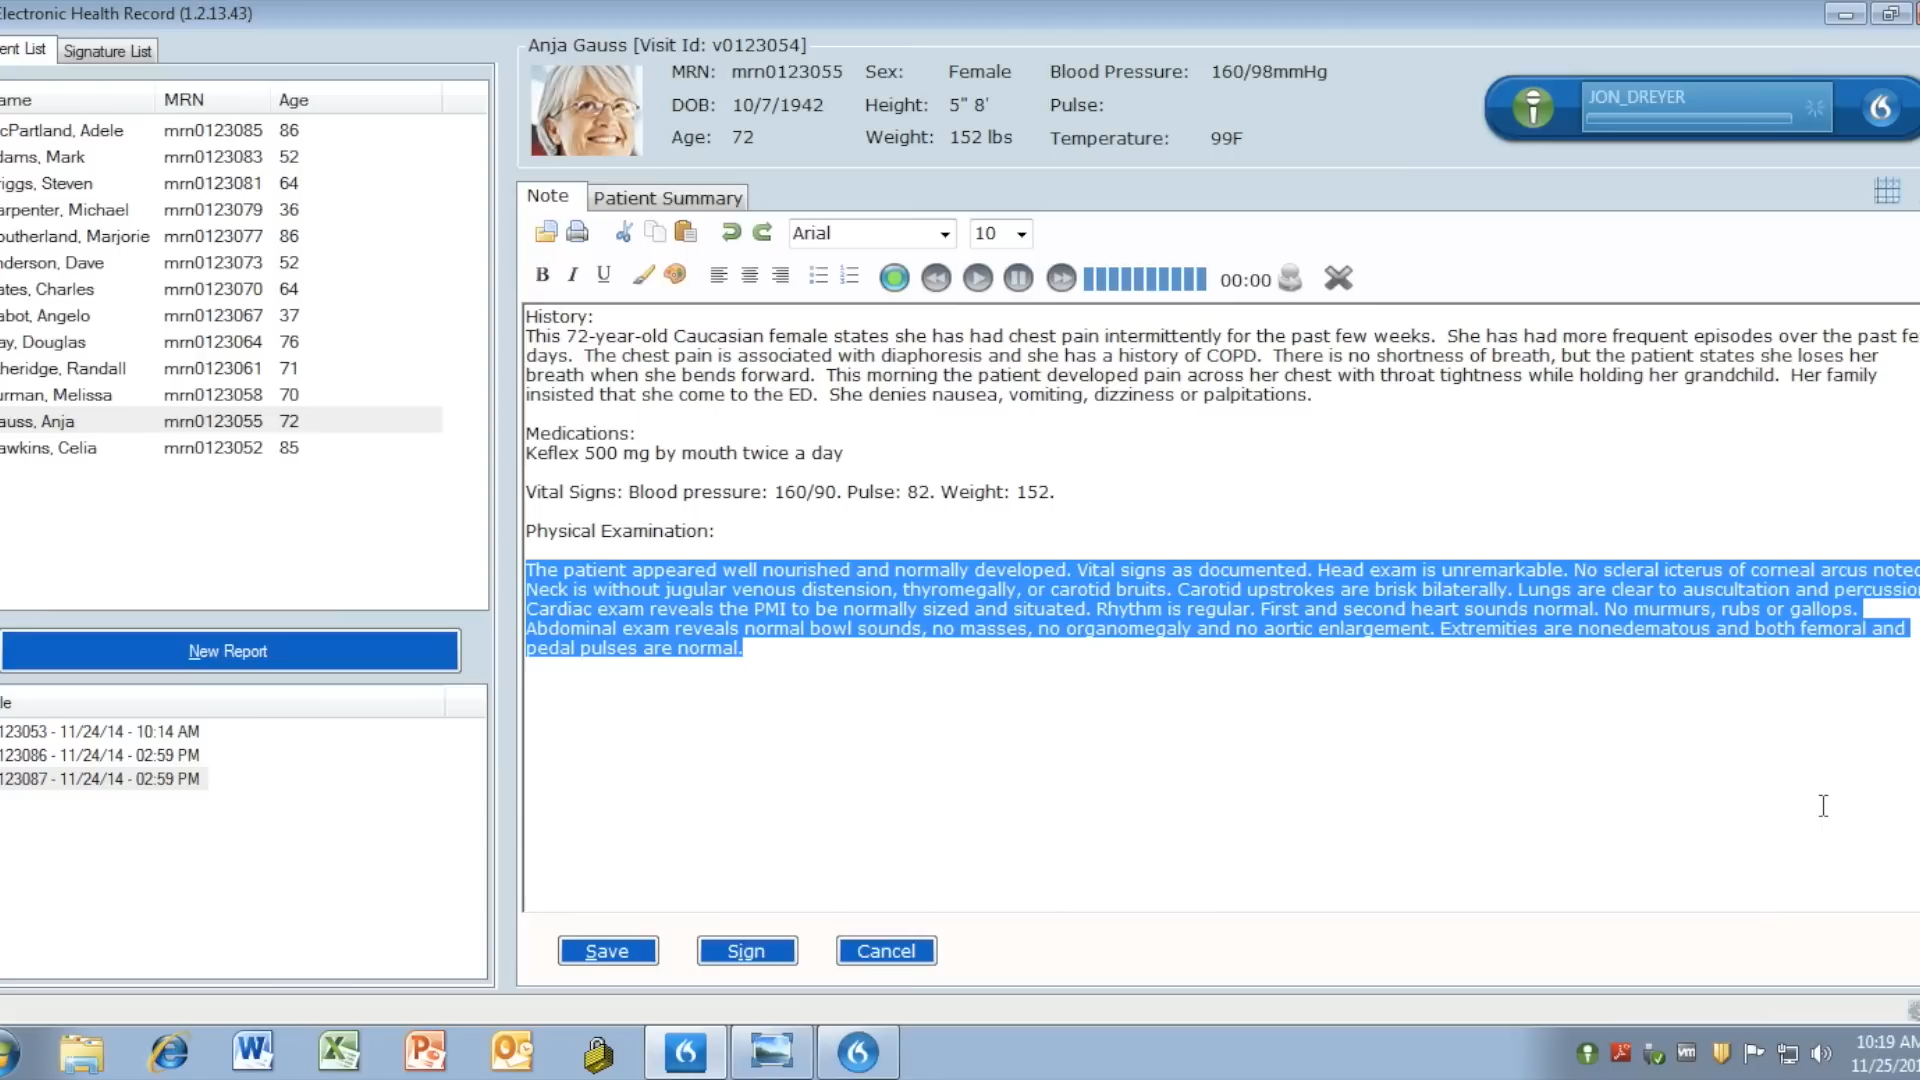 Electronic Health Record (1.2.13.43)
ent List
Signature List
ame MRN Age
cPartland, Adele mrn0123085 86
dams, Mark mrn0123083 52
iggs, Steven mrn0123081 64
arpenter, Michael mrn0123079 36
outherland, Marjorie mrn0123077 86
nderson, Dave mrn0123073 52
ates, Charles mrn0123070 64
abot, Angelo mrn0123067 37
ay, Douglas mrn0123064 76
heridge, Randall mrn0123061 71
urman, Melissa mrn0123058 70
auss, Anja mrn0123055 72
awkins, Celia mrn0123052 85
New Report
le
123053 - 11/24/14 - 10:14 AM
123086 - 11/24/14 - 02:59 PM
123087 - 11/24/14 - 02:59 PM
Anja Gauss [Visit Id: v0123054]
MRN: mrn0123055 Sex: Female Blood Pressure: 160/98mmHg
DOB: 10/7/1942 Height: 5" 8' Pulse:
Age: 72 Weight: 152 lbs Temperature: 99F
JON_DREYER
Note
Patient Summary
Arial 10
B I U 00:00
History:
This 72-year-old Caucasian female states she has had chest pain intermittently for the past few weeks. She has had more frequent episodes over the past fe
days. The chest pain is associated with diaphoresis and she has a history of COPD. There is no shortness of breath, but the patient states she loses her
breath when she bends forward. This morning the patient developed pain across her chest with throat tightness while holding her grandchild. Her family
insisted that she come to the ED. She denies nausea, vomiting, dizziness or palpitations.
Medications:
Keflex 500 mg by mouth twice a day
Vital Signs: Blood pressure: 160/90. Pulse: 82. Weight: 152.
Physical Examination:
The patient appeared well nourished and normally developed. Vital signs as documented. Head exam is unremarkable. No scleral icterus of corneal arcus noted
Neck is without jugular venous distension, thyromegally, or carotid bruits. Carotid upstrokes are brisk bilaterally. Lungs are clear to auscultation and percussion
Cardiac exam reveals the PMI to be normally sized and situated. Rhythm is regular. First and second heart sounds normal. No murmurs, rubs or gallops.
Abdominal exam reveals normal bowl sounds, no masses, no organomegaly and no aortic enlargement. Extremities are nonedematous and both femoral and
pedal pulses are normal.
Save
Sign
Cancel
10:19 AM
11/25/201